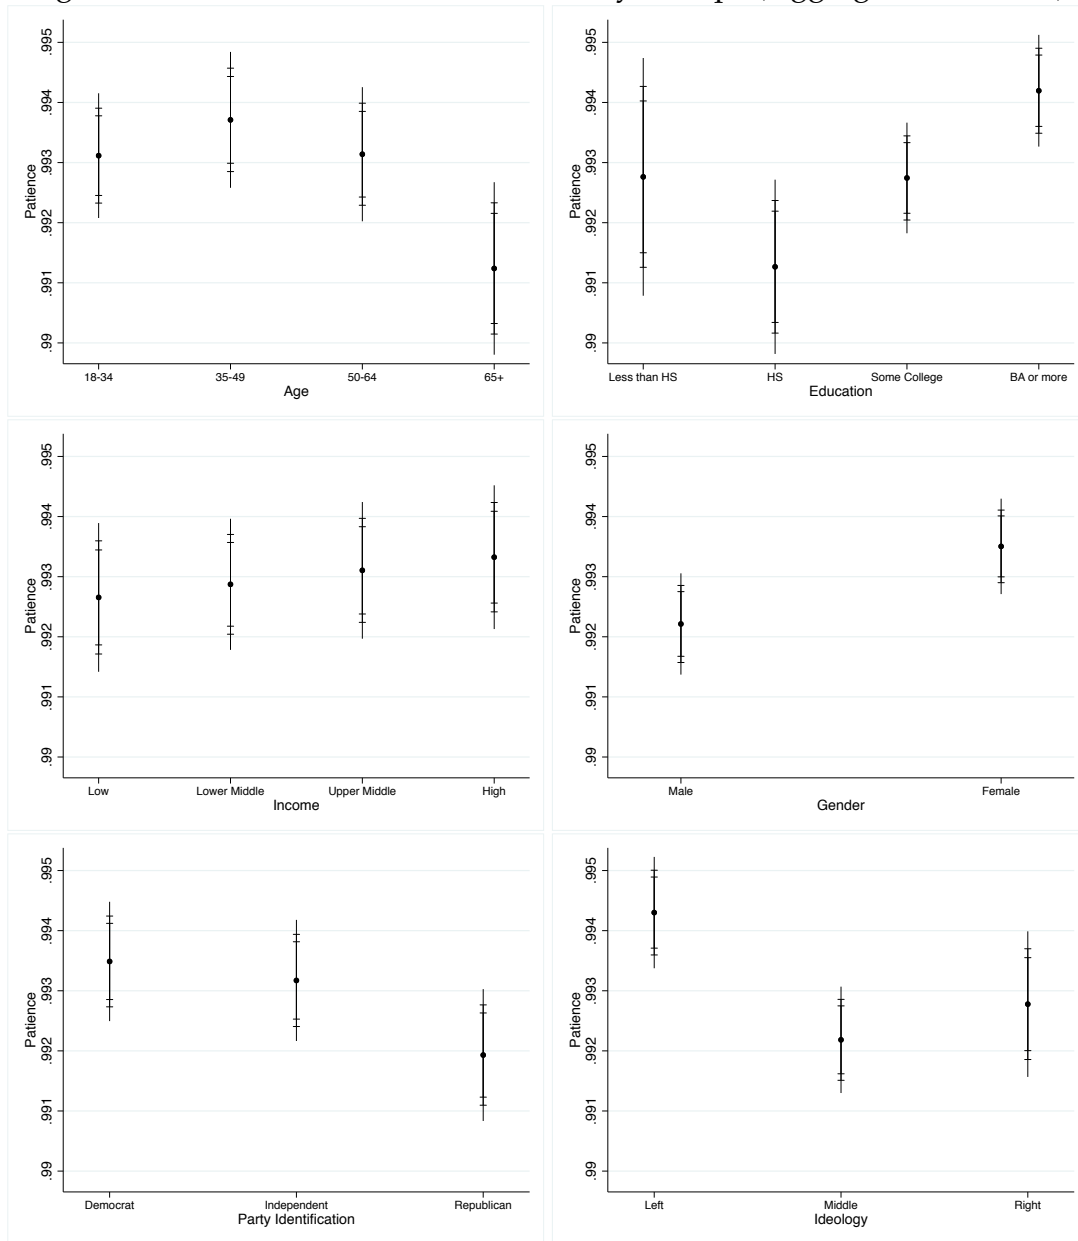 .995
.994
.993
.992
.991
.99
Patience
18-34 35-49 50-64 65+
Age
.995
.994
.993
.992
.991
.99
Patience
Less than HS HS Some College BA or more
Education
.995
.994
.993
.992
.991
.99
Patience
Low Lower Middle Upper Middle High
Income
.995
.994
.993
.992
.991
.99
Patience
Male Female
Gender
.995
.994
.993
.992
.991
.99
Patience
Democrat Independent Republican
Party Identification
.995
.994
.993
.992
.991
.99
Patience
Left Middle Right
Ideology